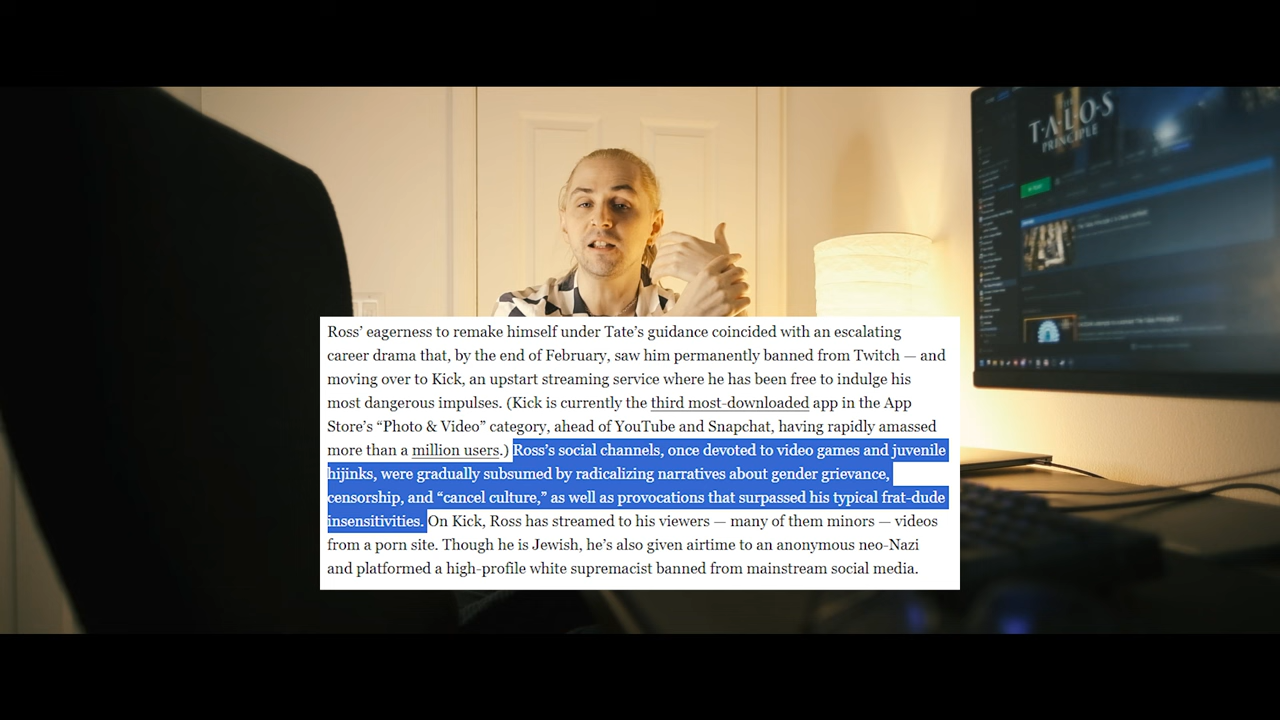 T·A·L·O·S
PRINCIPLE
Ross’ eagerness to remake himself under Tate’s guidance coincided with an escalating
career drama that, by the end of February, saw him permanently banned from Twitch — and
moving over to Kick, an upstart streaming service where he has been free to indulge his
most dangerous impulses. (Kick is currently the third most-downloaded app in the App
Store’s “Photo & Video” category, ahead of YouTube and Snapchat, having rapidly amassed
more than a million users.) Ross’s social channels, once devoted to video games and juvenile
hijinks, were gradually subsumed by radicalizing narratives about gender grievance,
censorship, and “cancel culture,” as well as provocations that surpassed his typical frat-dude
insensitivities. On Kick, Ross has streamed to his viewers — many of them minors — videos
from a porn site. Though he is Jewish, he’s also given airtime to an anonymous neo-Nazi
and platformed a high-profile white supremacist banned from mainstream social media.